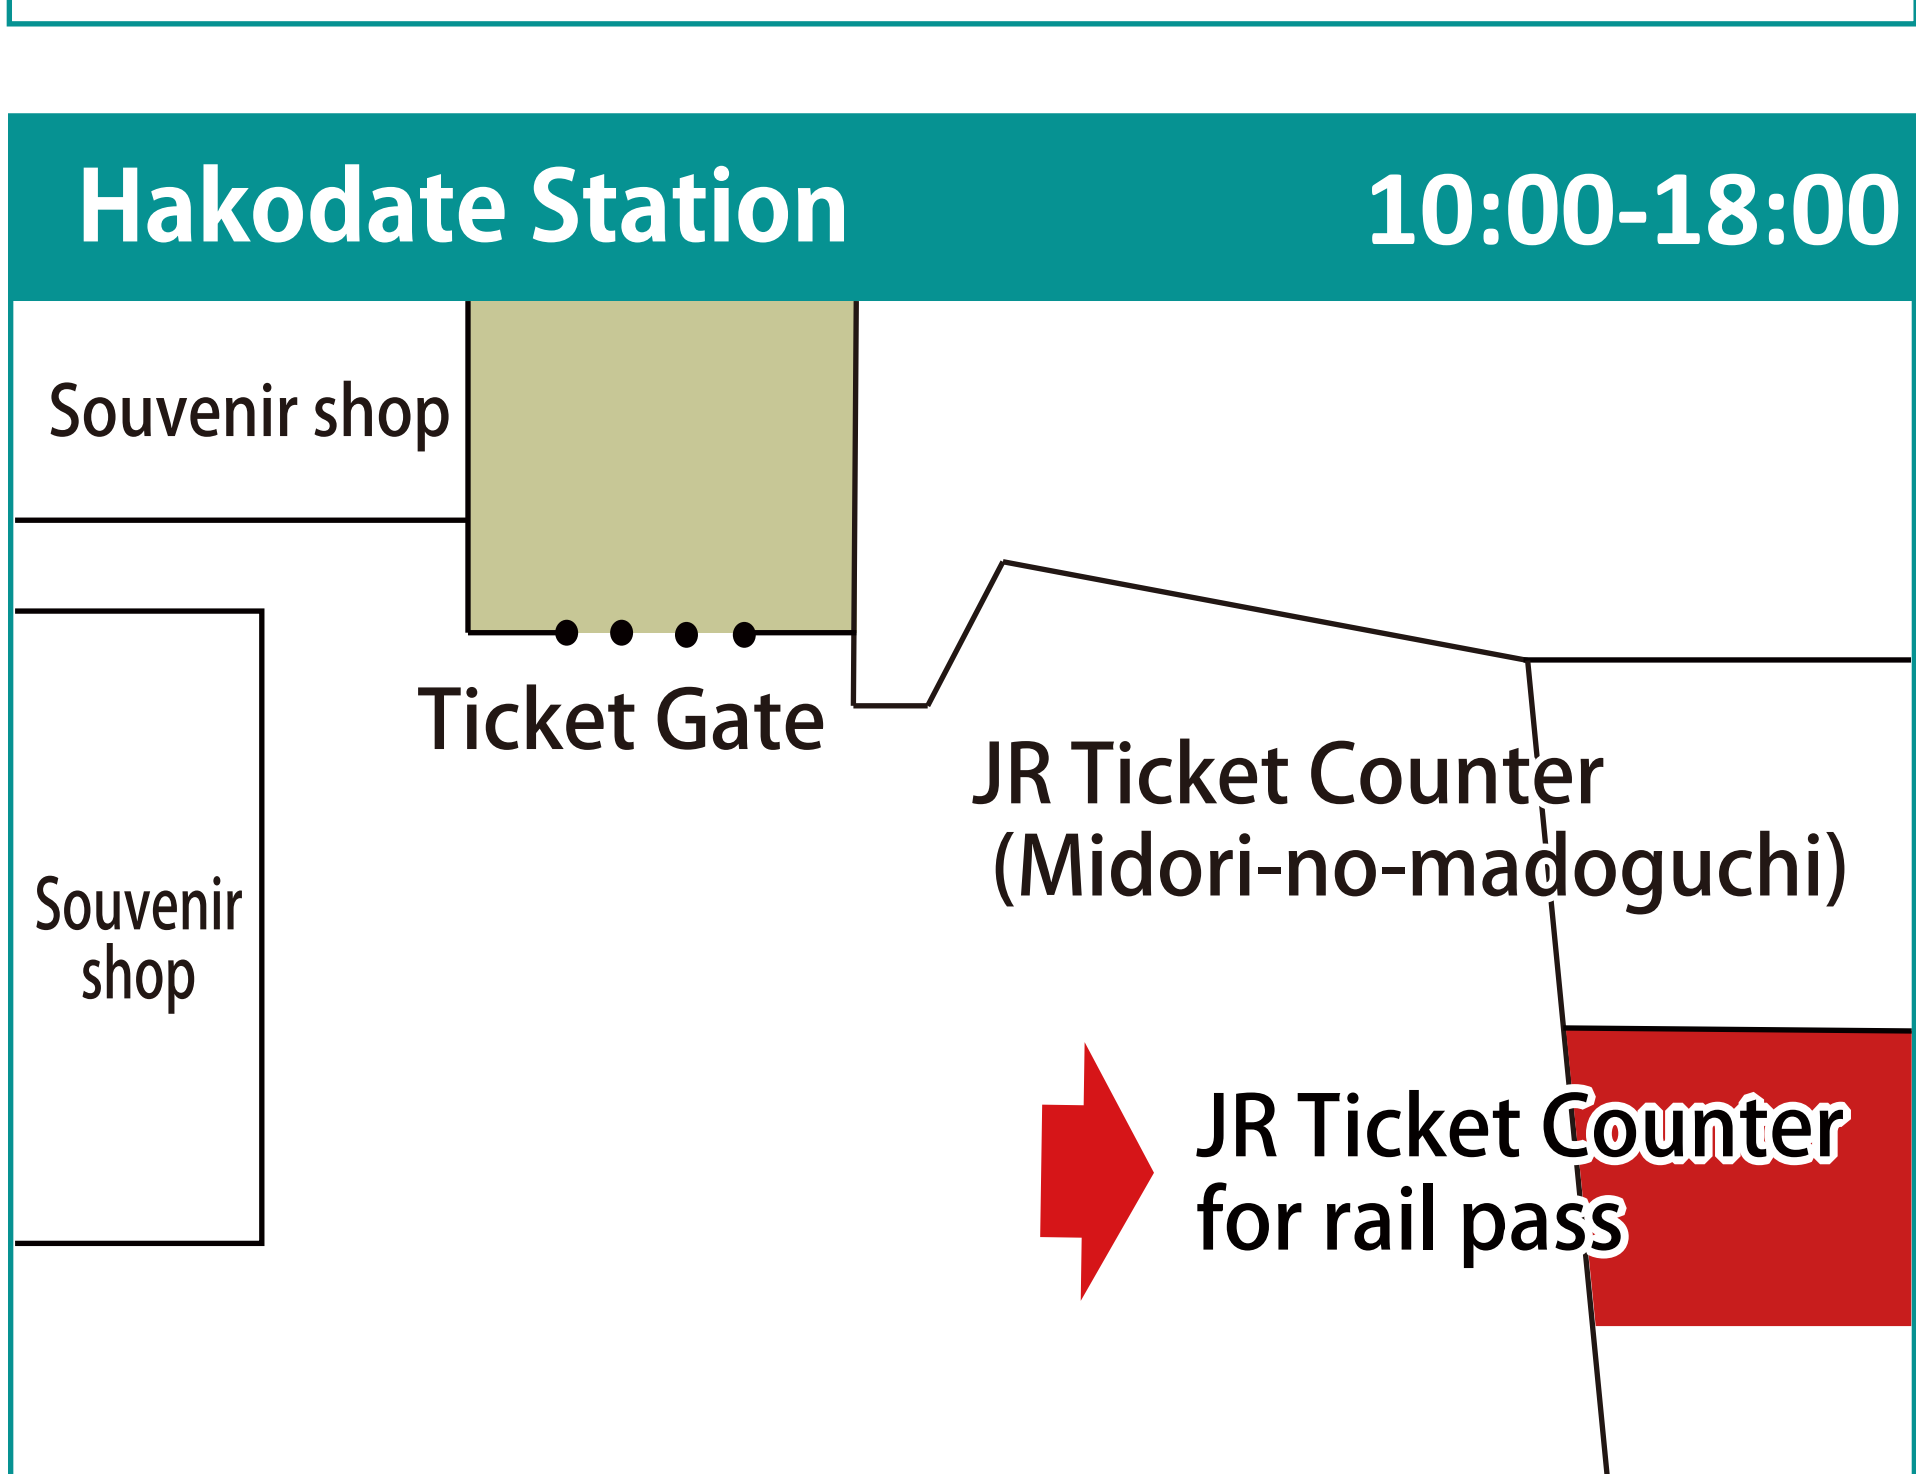 Hakodate Station 10:00-18:00
Souvenir shop
Ticket Gate
JR Ticket Counter
(Midori-no-madoguchi)
Souvenir
shop
JR Ticket Counter
for rail pass